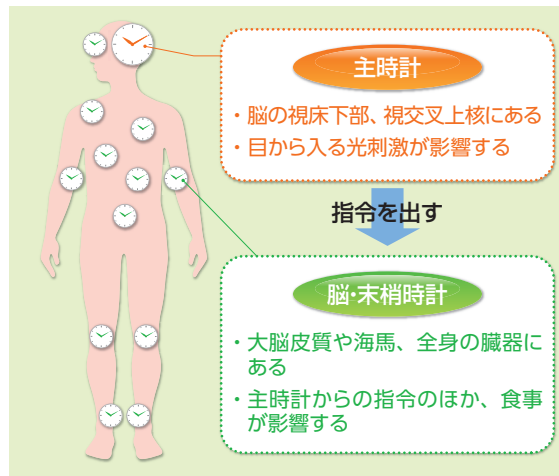 主時計
・脳の視床下部、視交叉上核にある
・目から入る光刺激が影響する
指令を出す
脳・末梢時計
・大脳皮質や海馬、全身の臓器に
ある
・主時計からの指令のほか、食事
が影響する